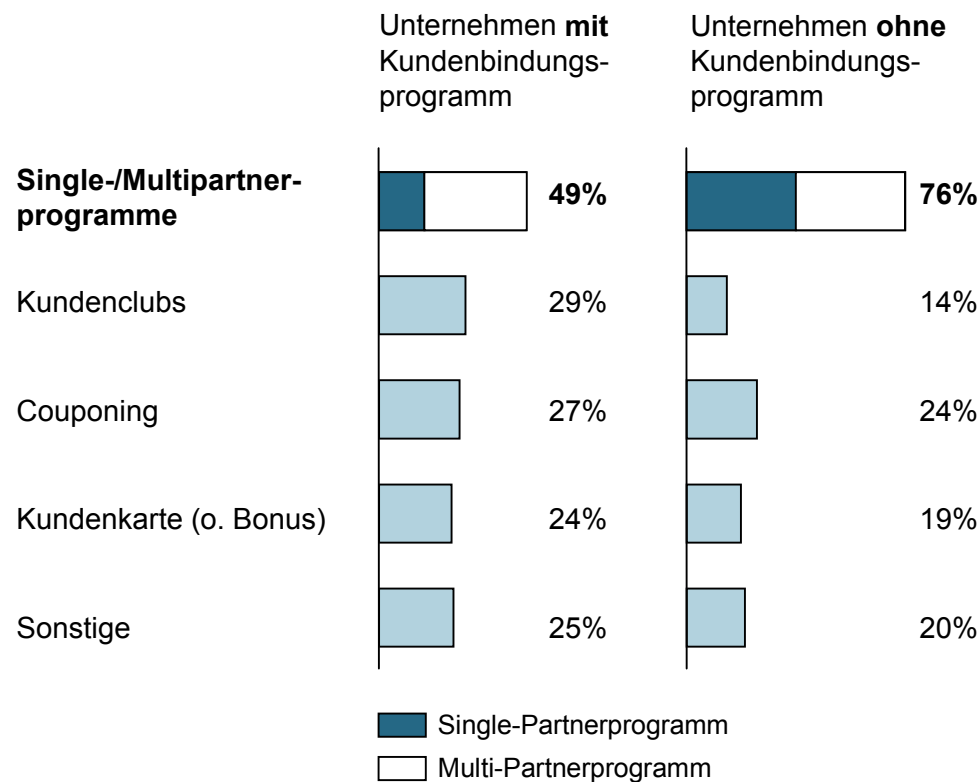 Unternehmen mit
Kundenbindungs-
programm
Unternehmen ohne
Kundenbindungs-
programm
Single-/Multipartner-
programme
49%
76%
Kundenclubs
29%
14%
Couponing
27%
24%
Kundenkarte (o. Bonus)
24%
19%
Sonstige
25%
20%
Single-Partnerprogramm
Multi-Partnerprogramm